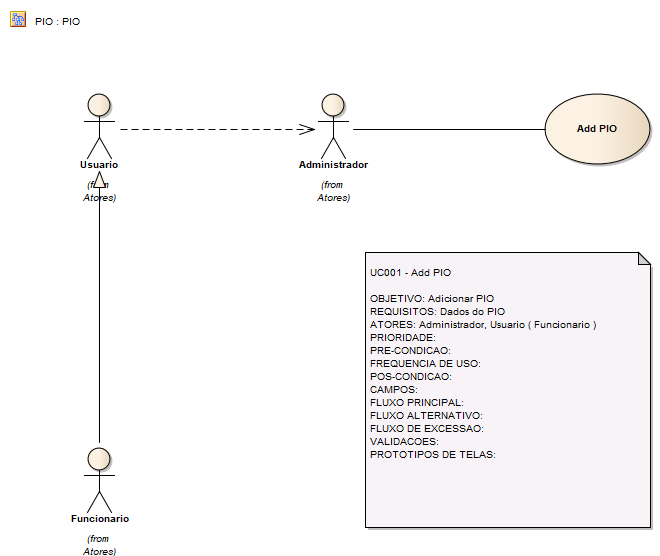 PIO : PIO
Usuario
(from
Atores)
Administrador
(from
Atores)
Add PIO
UC001 - Add PIO
OBJETIVO: Adicionar PIO
REQUISITOS: Dados do PIO
ATORES: Administrador, Usuario ( Funcionario )
PRIORIDADE:
PRE-CONDICAO:
FREQUENCIA DE USO:
POS-CONDICAO:
CAMPOS:
FLUXO PRINCIPAL:
FLUXO ALTERNATIVO:
FLUXO DE EXCESSAO:
VALIDACOES:
PROTOTIPOS DE TELAS:
Funcionario
(from
Atores)